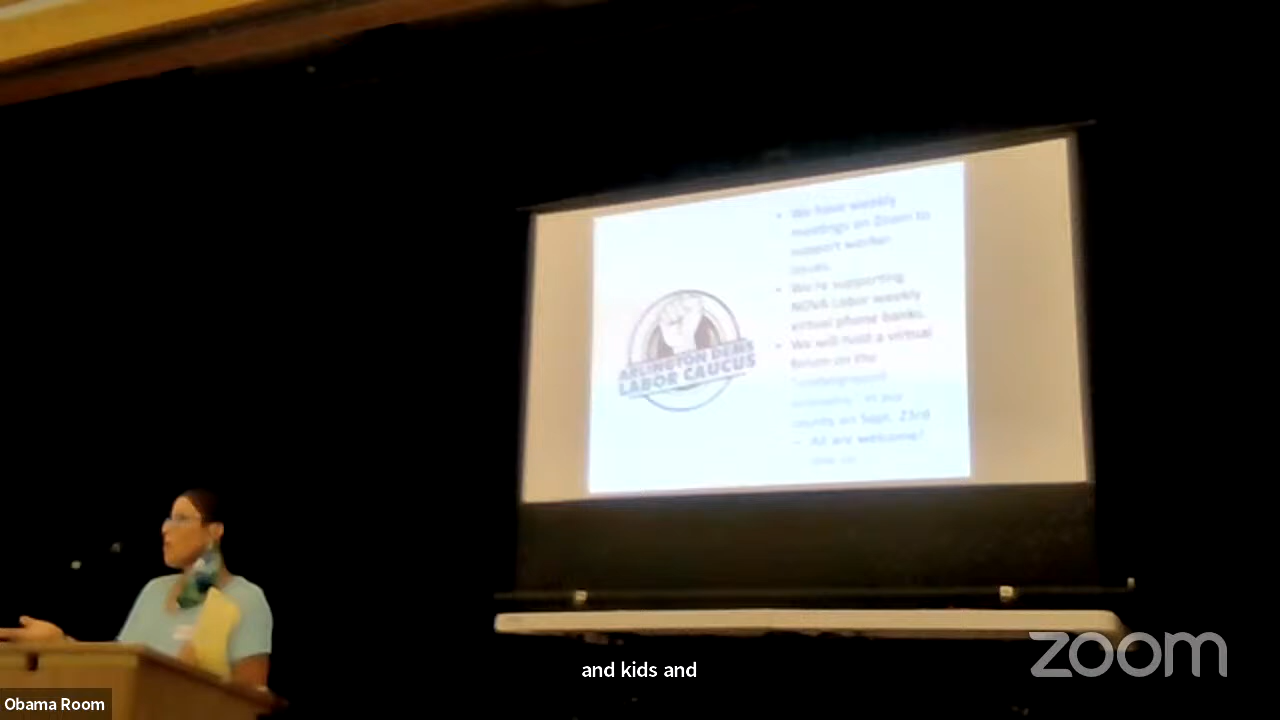 We have weekly
meetings on Zoom to
support worker
issues.
We're supporting
NOVA Labor weekly
virtual phone banks.
We will host a virtual
forum on the
county on Sept. 23rd
– All are welcome!
ARLINGTON DEMS
LABOR CAUCUS
and kids and
zoom
Obama Room